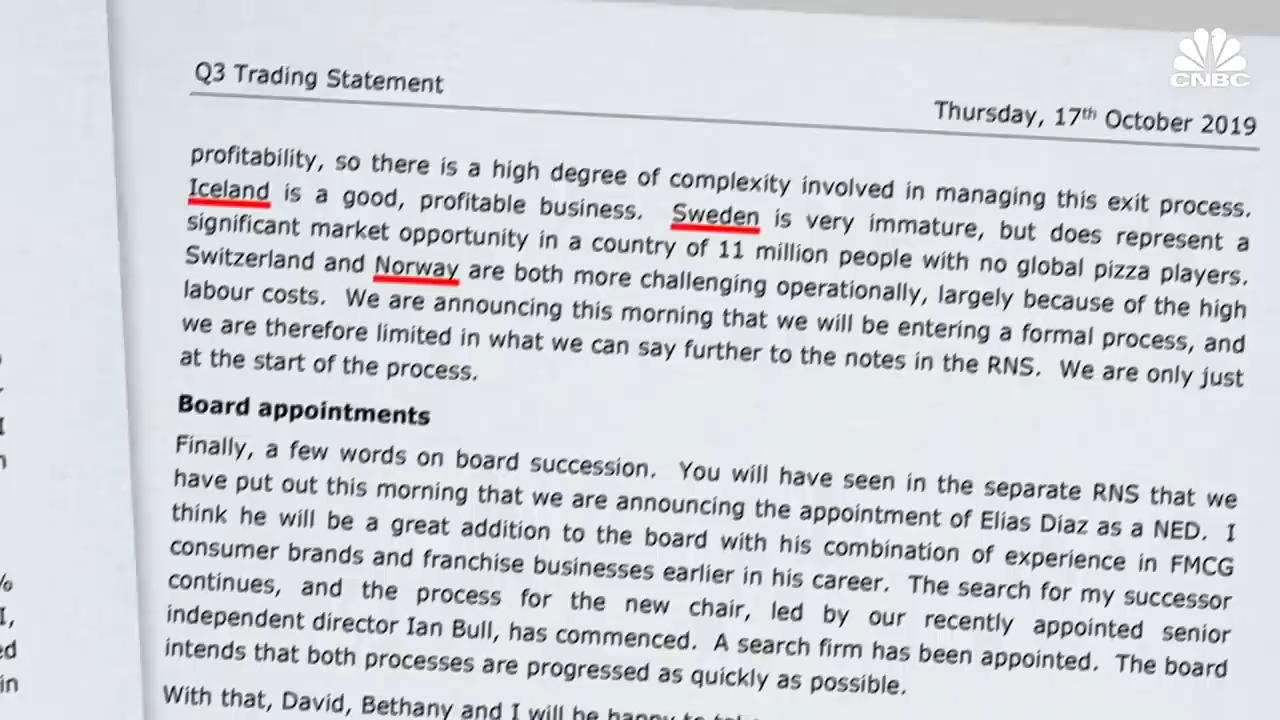 CNBC
Q3 Trading Statement
Thursday, 17th October 2019
profitability, so there is a high degree of complexity involved in managing this exit process.
Iceland is a good, profitable business. Sweden is very immature, but does represent a
significant market opportunity in a country of 11 million people with no global pizza players.
Switzerland and Norway are both more challenging operationally, largely because of the high
labour costs. We are announcing this morning that we will be entering a formal process, and
we are therefore limited in what we can say further to the notes in the RNS. We are only just
at the start of the process.
Board appointments
Finally, a few words on board succession. You will have seen in the separate RNS that we
have put out this morning that we are announcing the appointment of Elias Diaz as a NED. I
think he will be a great addition to the board with his combination of experience in FMCG
consumer brands and franchise businesses earlier in his career. The search for my successor
continues, and the process for the new chair, led by our recently appointed senior
independent director Ian Bull, has commenced. A search firm has been appointed. The board
intends that both processes are progressed as quickly as possible.
With that, David, Bethany and I will be happy to